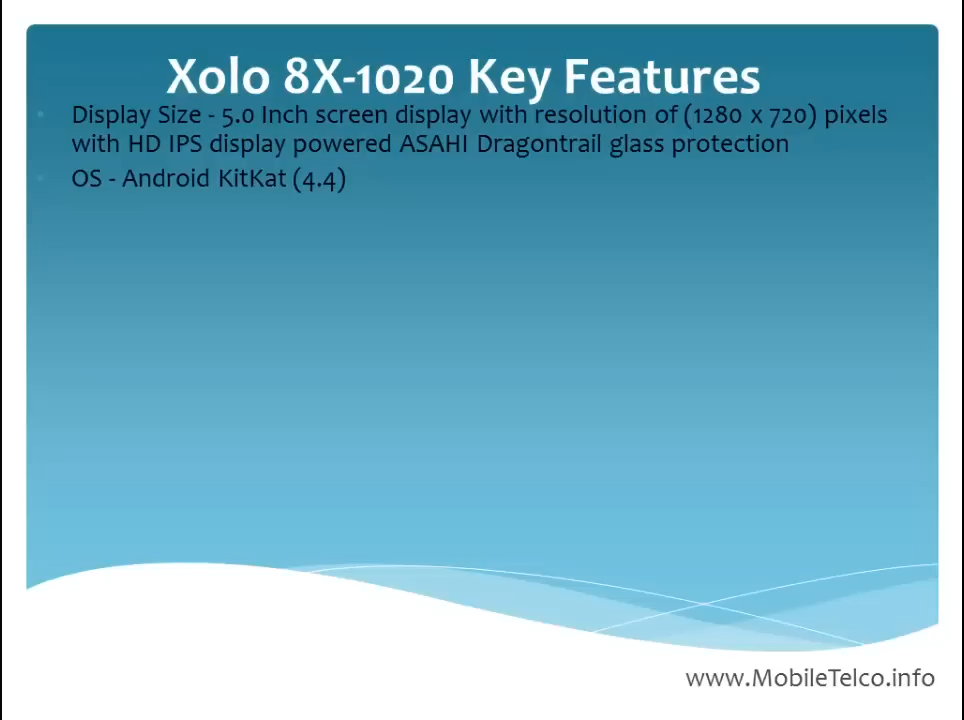 Xolo 8X-1020 Key Features
• Display Size - 5.0 Inch screen display with resolution of (1280 x 720) pixels
with HD IPS display powered ASAHI Dragontrail glass protection
• OS - Android KitKat (4.4)
www.MobileTelco.info